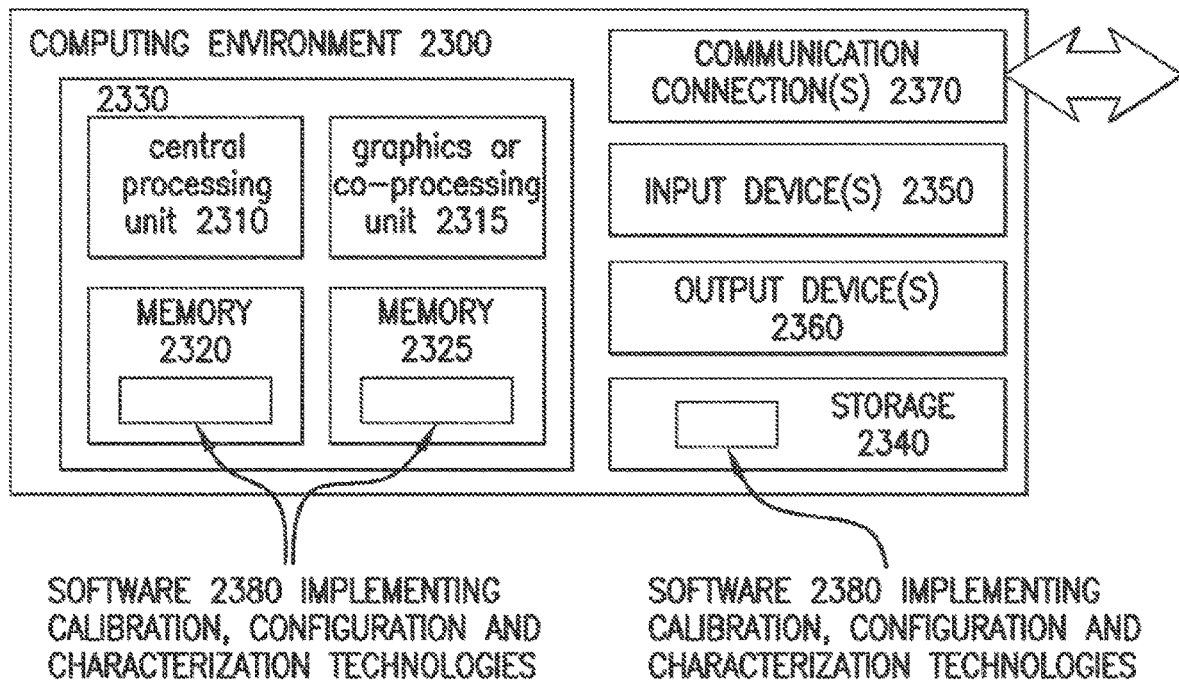 COMPUTING ENVIRONMENT 2300
2330
central
processing
unit 2310
graphics or
co-processing
unit 2315
MEMORY
2320
MEMORY
2325
COMMUNICATION
CONNECTION(S) 2370
INPUT DEVICE(S) 2350
OUTPUT DEVICE(S)
2360
STORAGE
2340
SOFTWARE 2380 IMPLEMENTING
CALIBRATION, CONFIGURATION AND
CHARACTERIZATION TECHNOLOGIES
SOFTWARE 2380 IMPLEMENTING
CALIBRATION, CONFIGURATION AND
CHARACTERIZATION TECHNOLOGIES